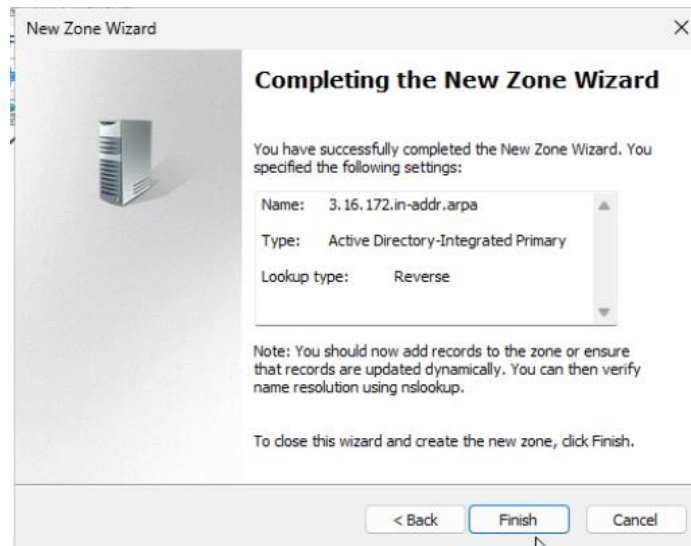 New Zone Wizard
Completing the New Zone Wizard
You have successfully completed the New Zone Wizard. You
specified the following settings:
Name: 3.16.172.in-addr.arpa
Type: Active Directory-Integrated Primary
Lookup type: Reverse
Note: You should now add records to the zone or ensure
that records are updated dynamically. You can then verify
name resolution using nslookup.
To close this wizard and create the new zone, click Finish.
< Back
Finish
Cancel